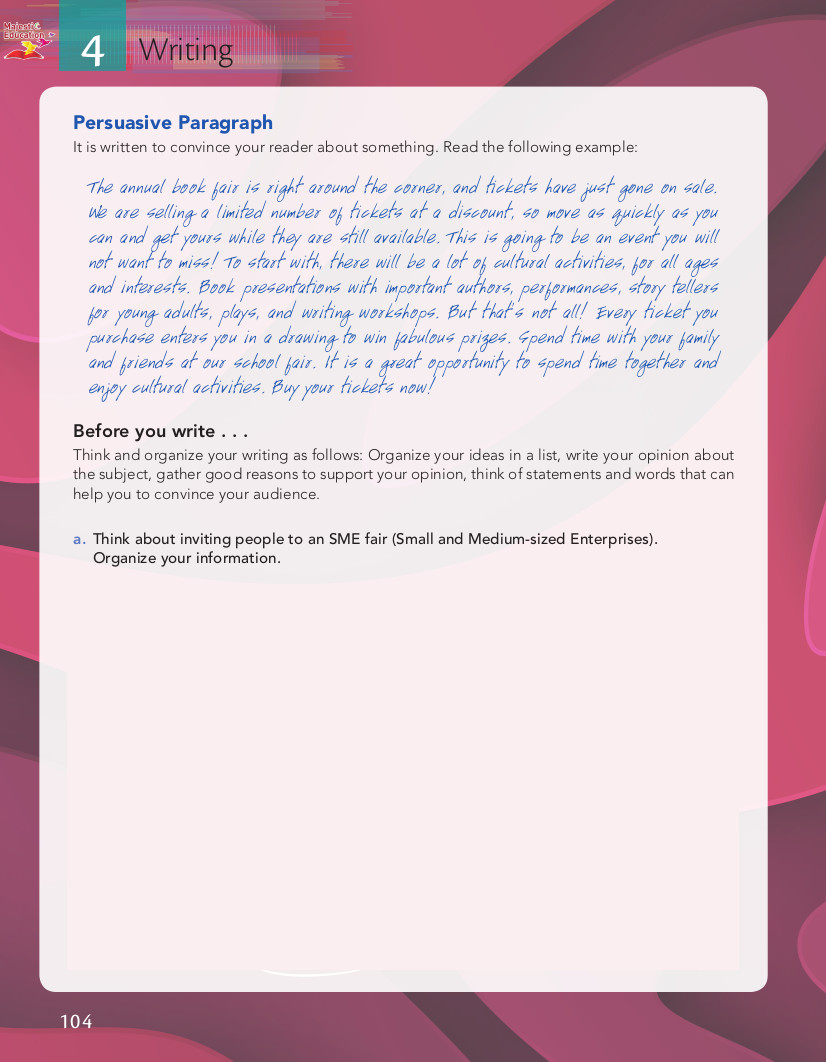 Majestic
Education
4 Writing
Persuasive Paragraph
It is written to convince your reader about something. Read the following example:
The annual book fair is right around the corner, and tickets have just gone on sale.
We are selling a limited number of tickets at a discount, so move as quickly as you
can and get yours while they are still available. This is going to be an event you will
not want to miss! To start with, there will be a lot of cultural activities, for all ages
and interests. Book presentations with important authors, performances, story tellers
for young adults, plays, and writing workshops. But that's not all! Every ticket you
purchase enters you in a drawing to win fabulous prizes. Spend time with your family
and friends at our school fair. It is a great opportunity to spend time together and
enjoy cultural activities. Buy your tickets now!
Before you write . . .
Think and organize your writing as follows: Organize your ideas in a list, write your opinion about
the subject, gather good reasons to support your opinion, think of statements and words that can
help you to convince your audience.
a. Think about inviting people to an SME fair (Small and Medium-sized Enterprises).
Organize your information.
104